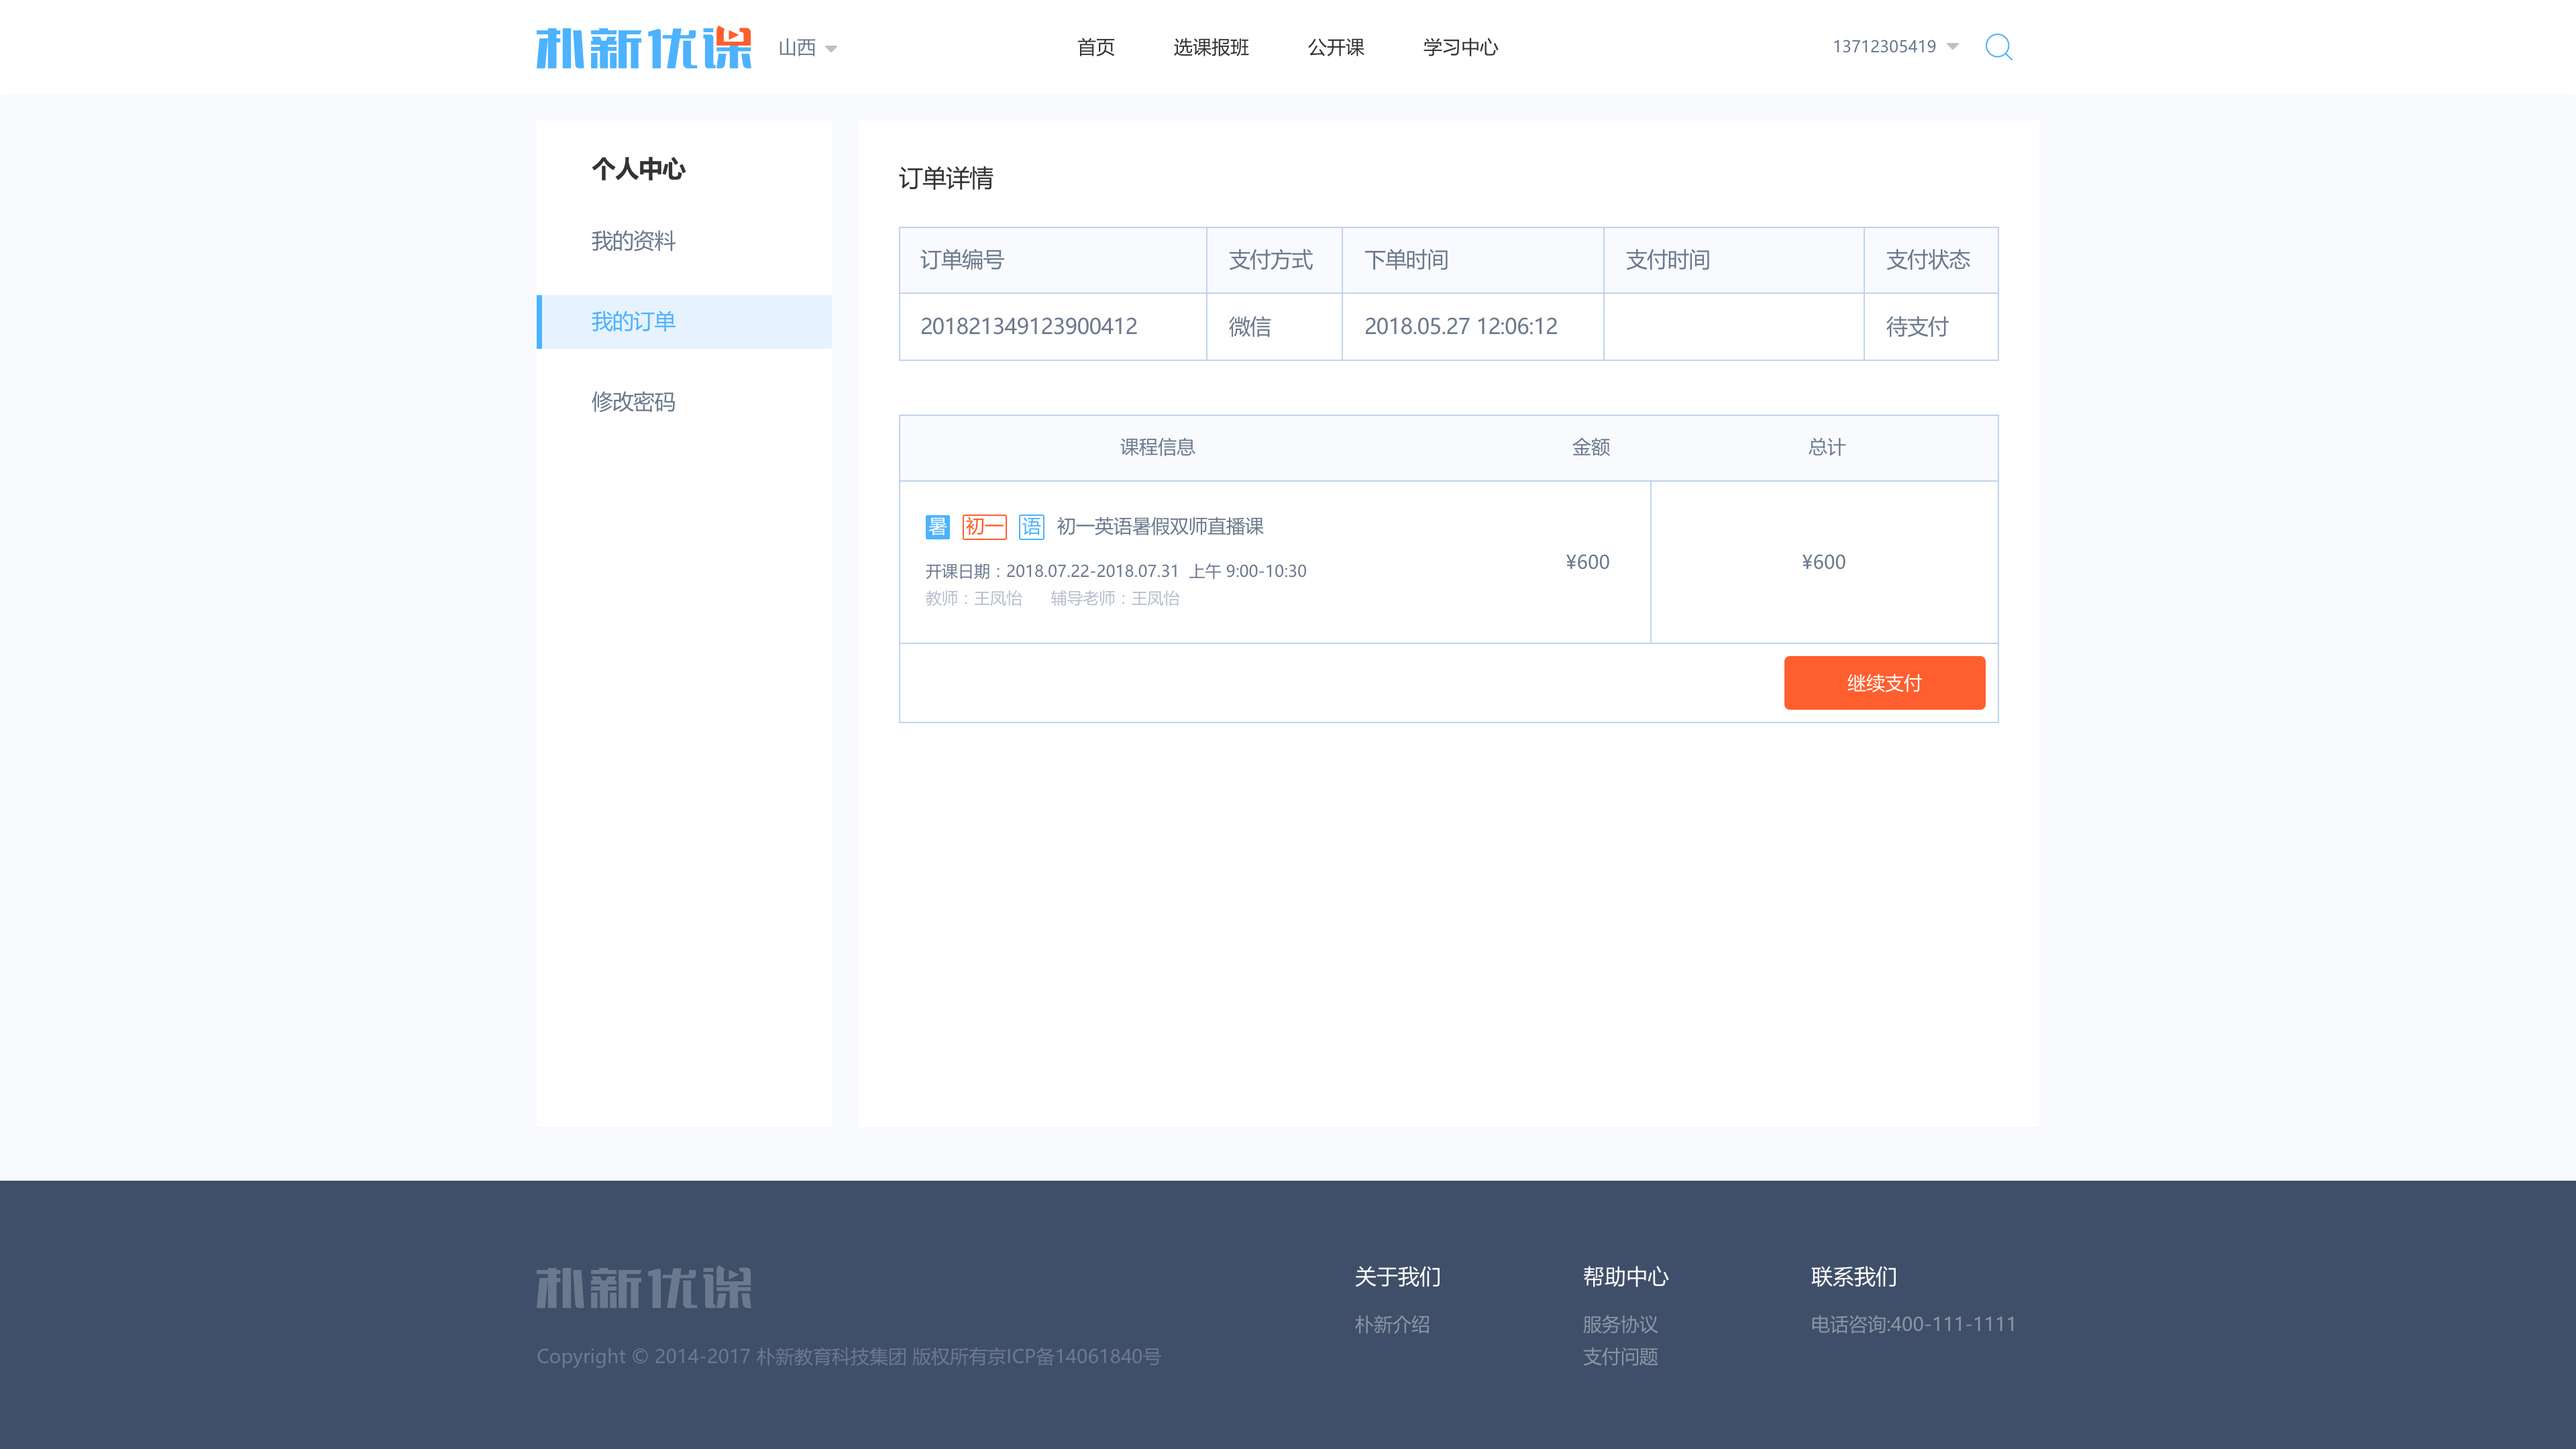 朴新优课 山西 首页 选课报班 公开课 学习中心 13712305419
个人中心
我的资料
我的订单
修改密码
订单详情
订单编号 支付方式 下单时间 支付时间 支付状态
201821349123900412 微信 2018.05.27 12:06:12 待支付
课程信息 金额 总计
暑 初一 语 初一英语暑假双师直播课
¥600 ¥600
开课日期：2018.07.22-2018.07.31 上午 9:00-10:30
教师：王凤怡 辅导老师：王凤怡
继续支付
朴新优课
Copyright © 2014-2017 朴新教育科技集团 版权所有京ICP备14061840号
关于我们
朴新介绍
帮助中心
服务协议
支付问题
联系我们
电话咨询:400-111-1111